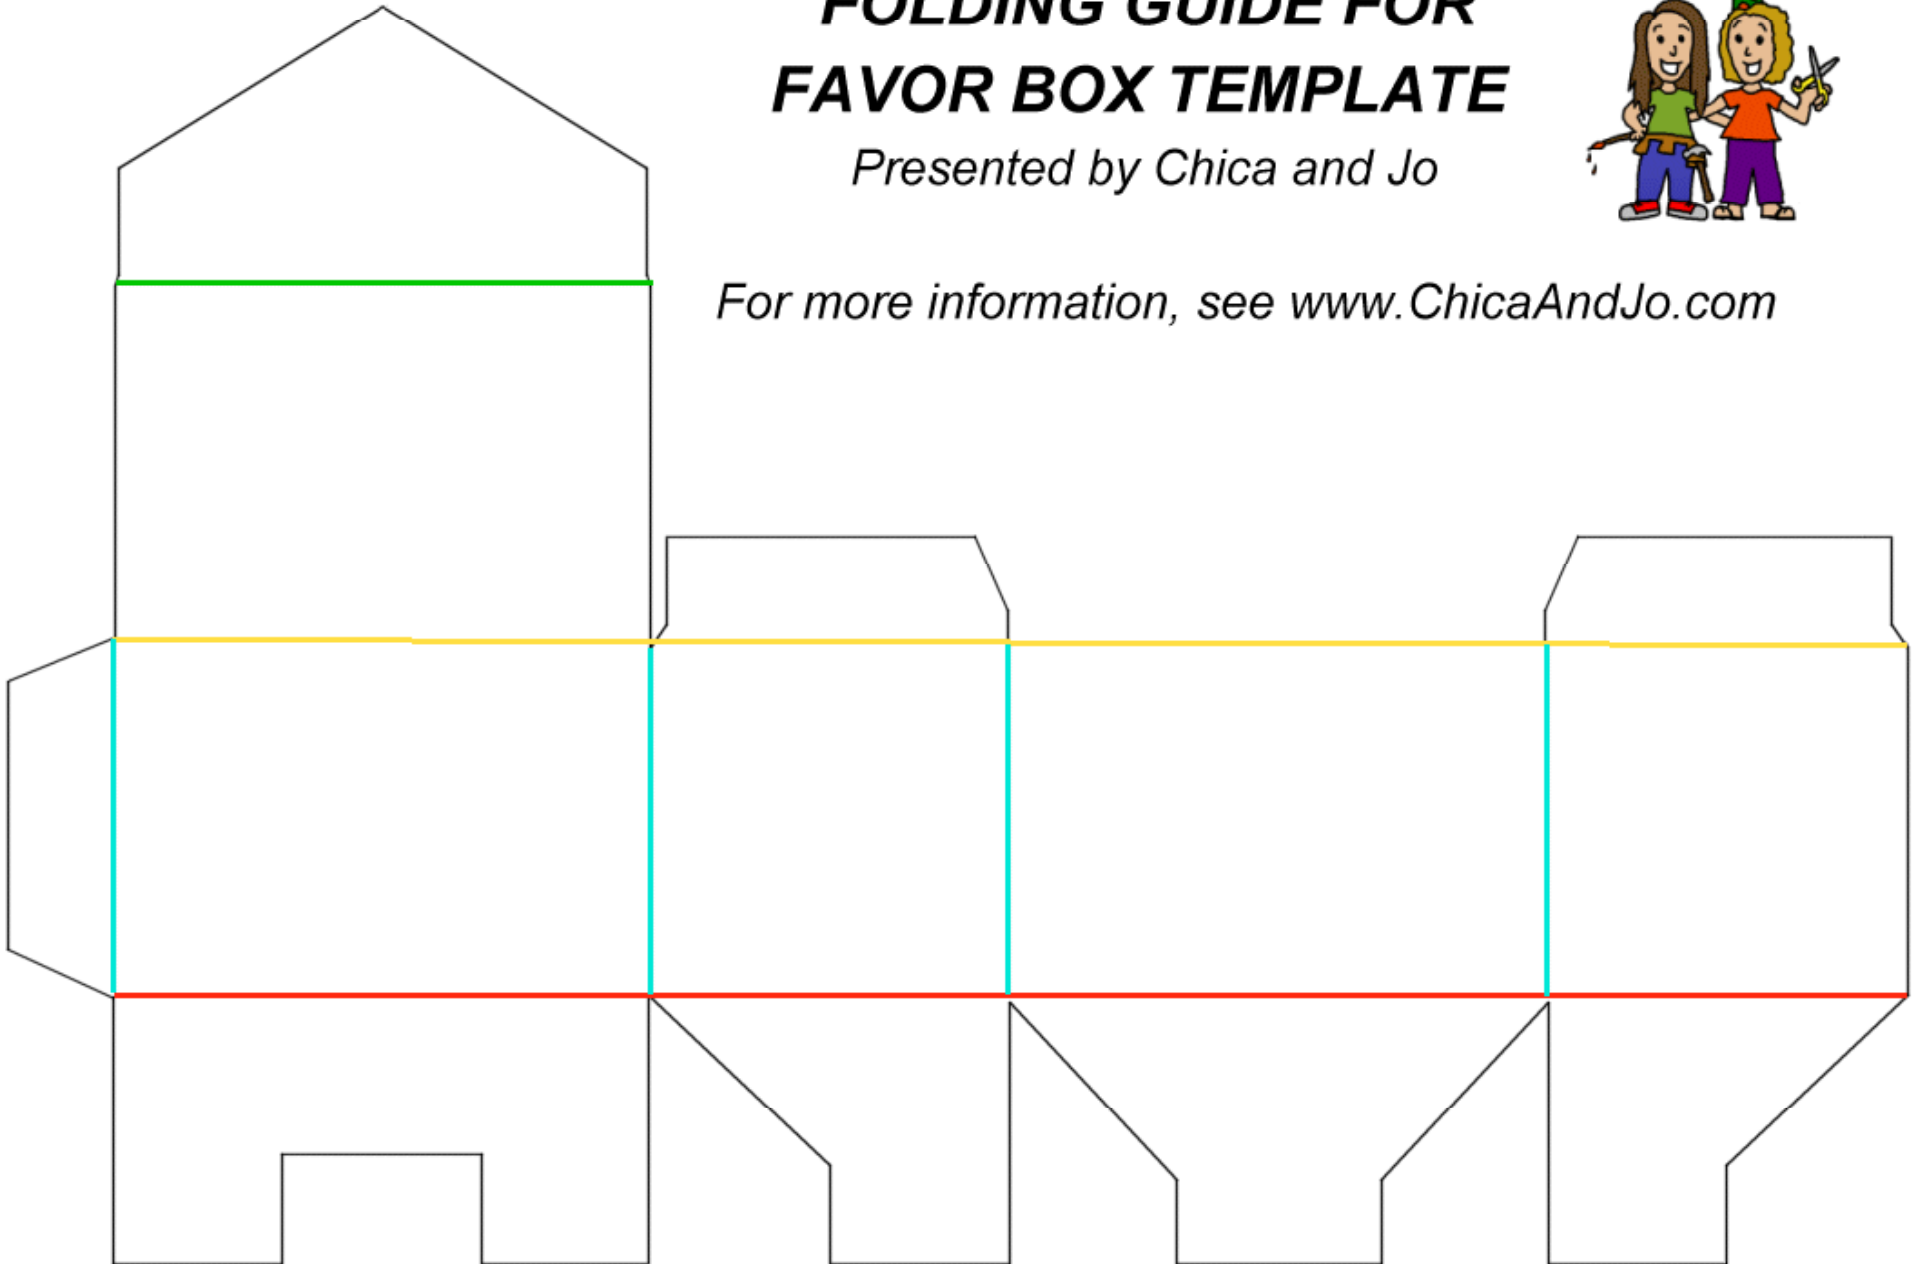 FOLDING GUIDE FOR
FAVOR BOX TEMPLATE
Presented by Chica and Jo
For more information, see www.ChicaAndJo.com